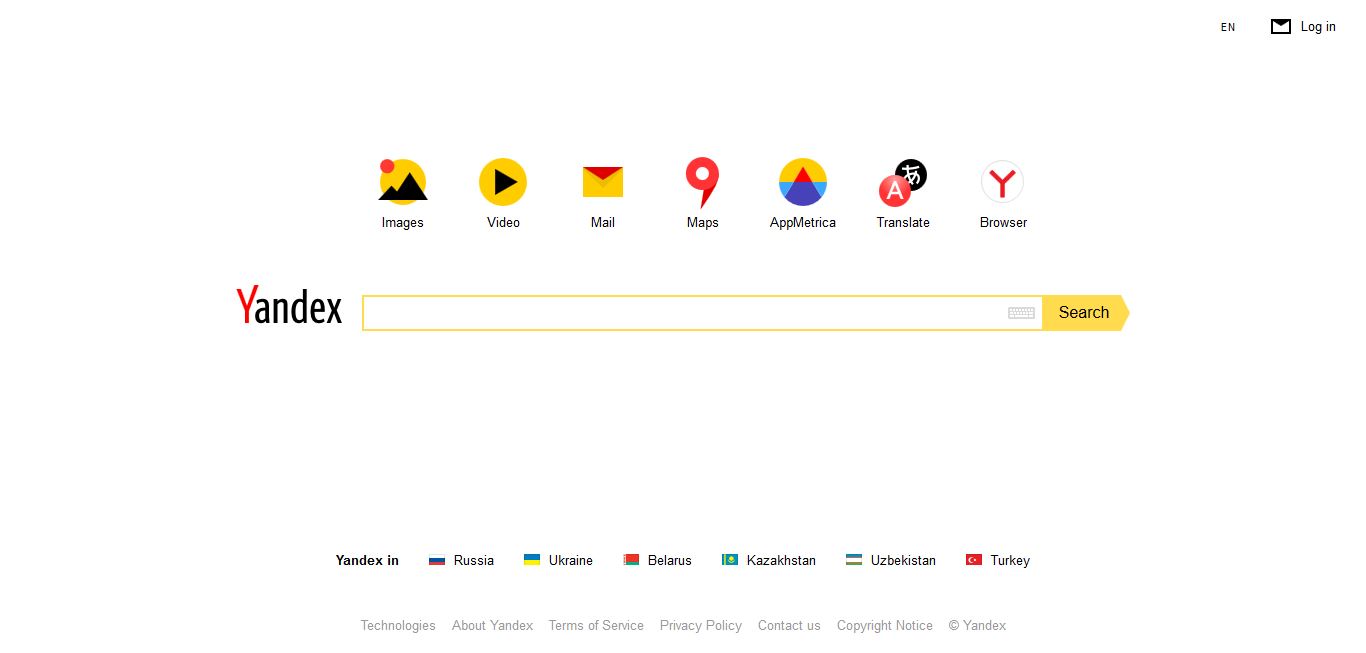 EN Log in
Images Video Mail Maps AppMetrica Translate Browser
Yandex Search
Yandex in Russia Ukraine Belarus Kazakhstan Uzbekistan Turkey
Technologies About Yandex Terms of Service Privacy Policy Contact us Copyright Notice © Yandex